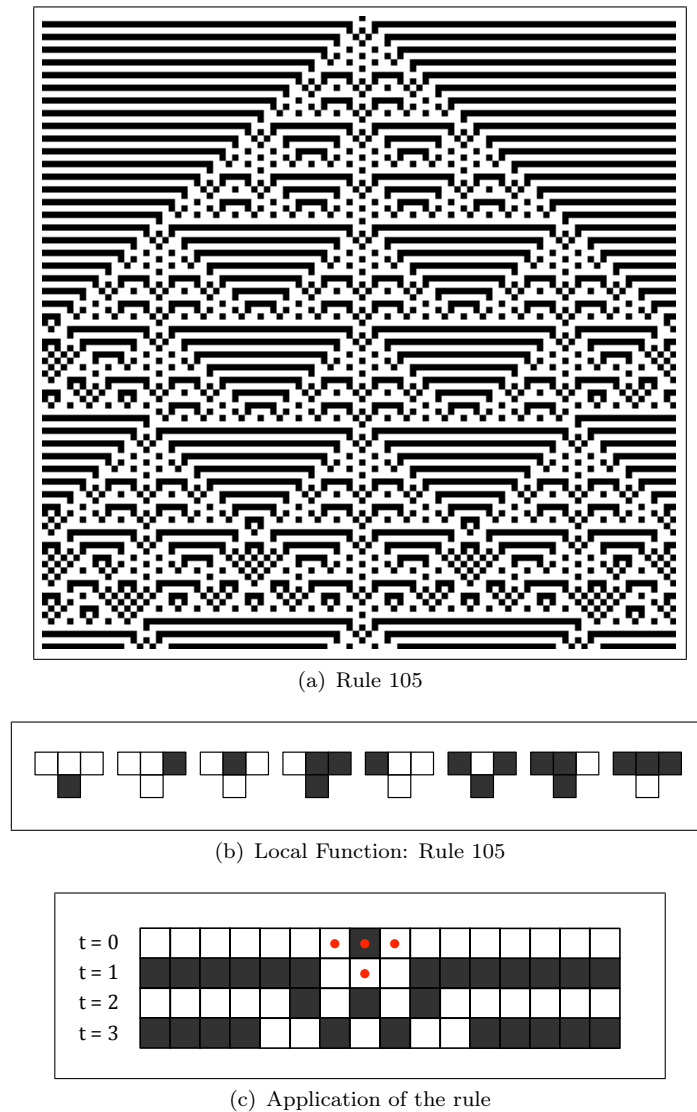 (a) Rule 105
(b) Local Function: Rule 105
t = 0
t = 1
t = 2
t = 3
(c) Application of the rule